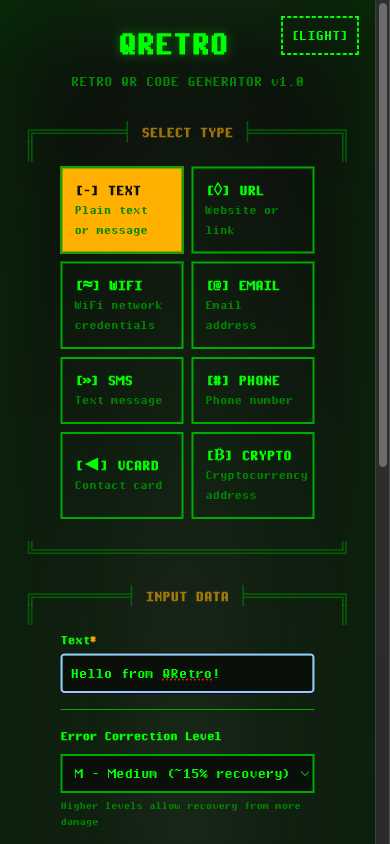 QRETRO
[LIGHT]
RETRO QR CODE GENERATOR v1.0
SELECT TYPE
[-] TEXT
Plain text
or message
[◊] URL
Website or
link
[≈] WIFI
WiFi network
credentials
[@] EMAIL
Email
address
[»] SMS
Text message
[#] PHONE
Phone number
[◄] VCARD
Contact card
[₿] CRYPTO
Cryptocurrency
address
INPUT DATA
Text*
Hello from QRetro!
Error Correction Level
M - Medium (~15% recovery)
Higher levels allow recovery from more
damage